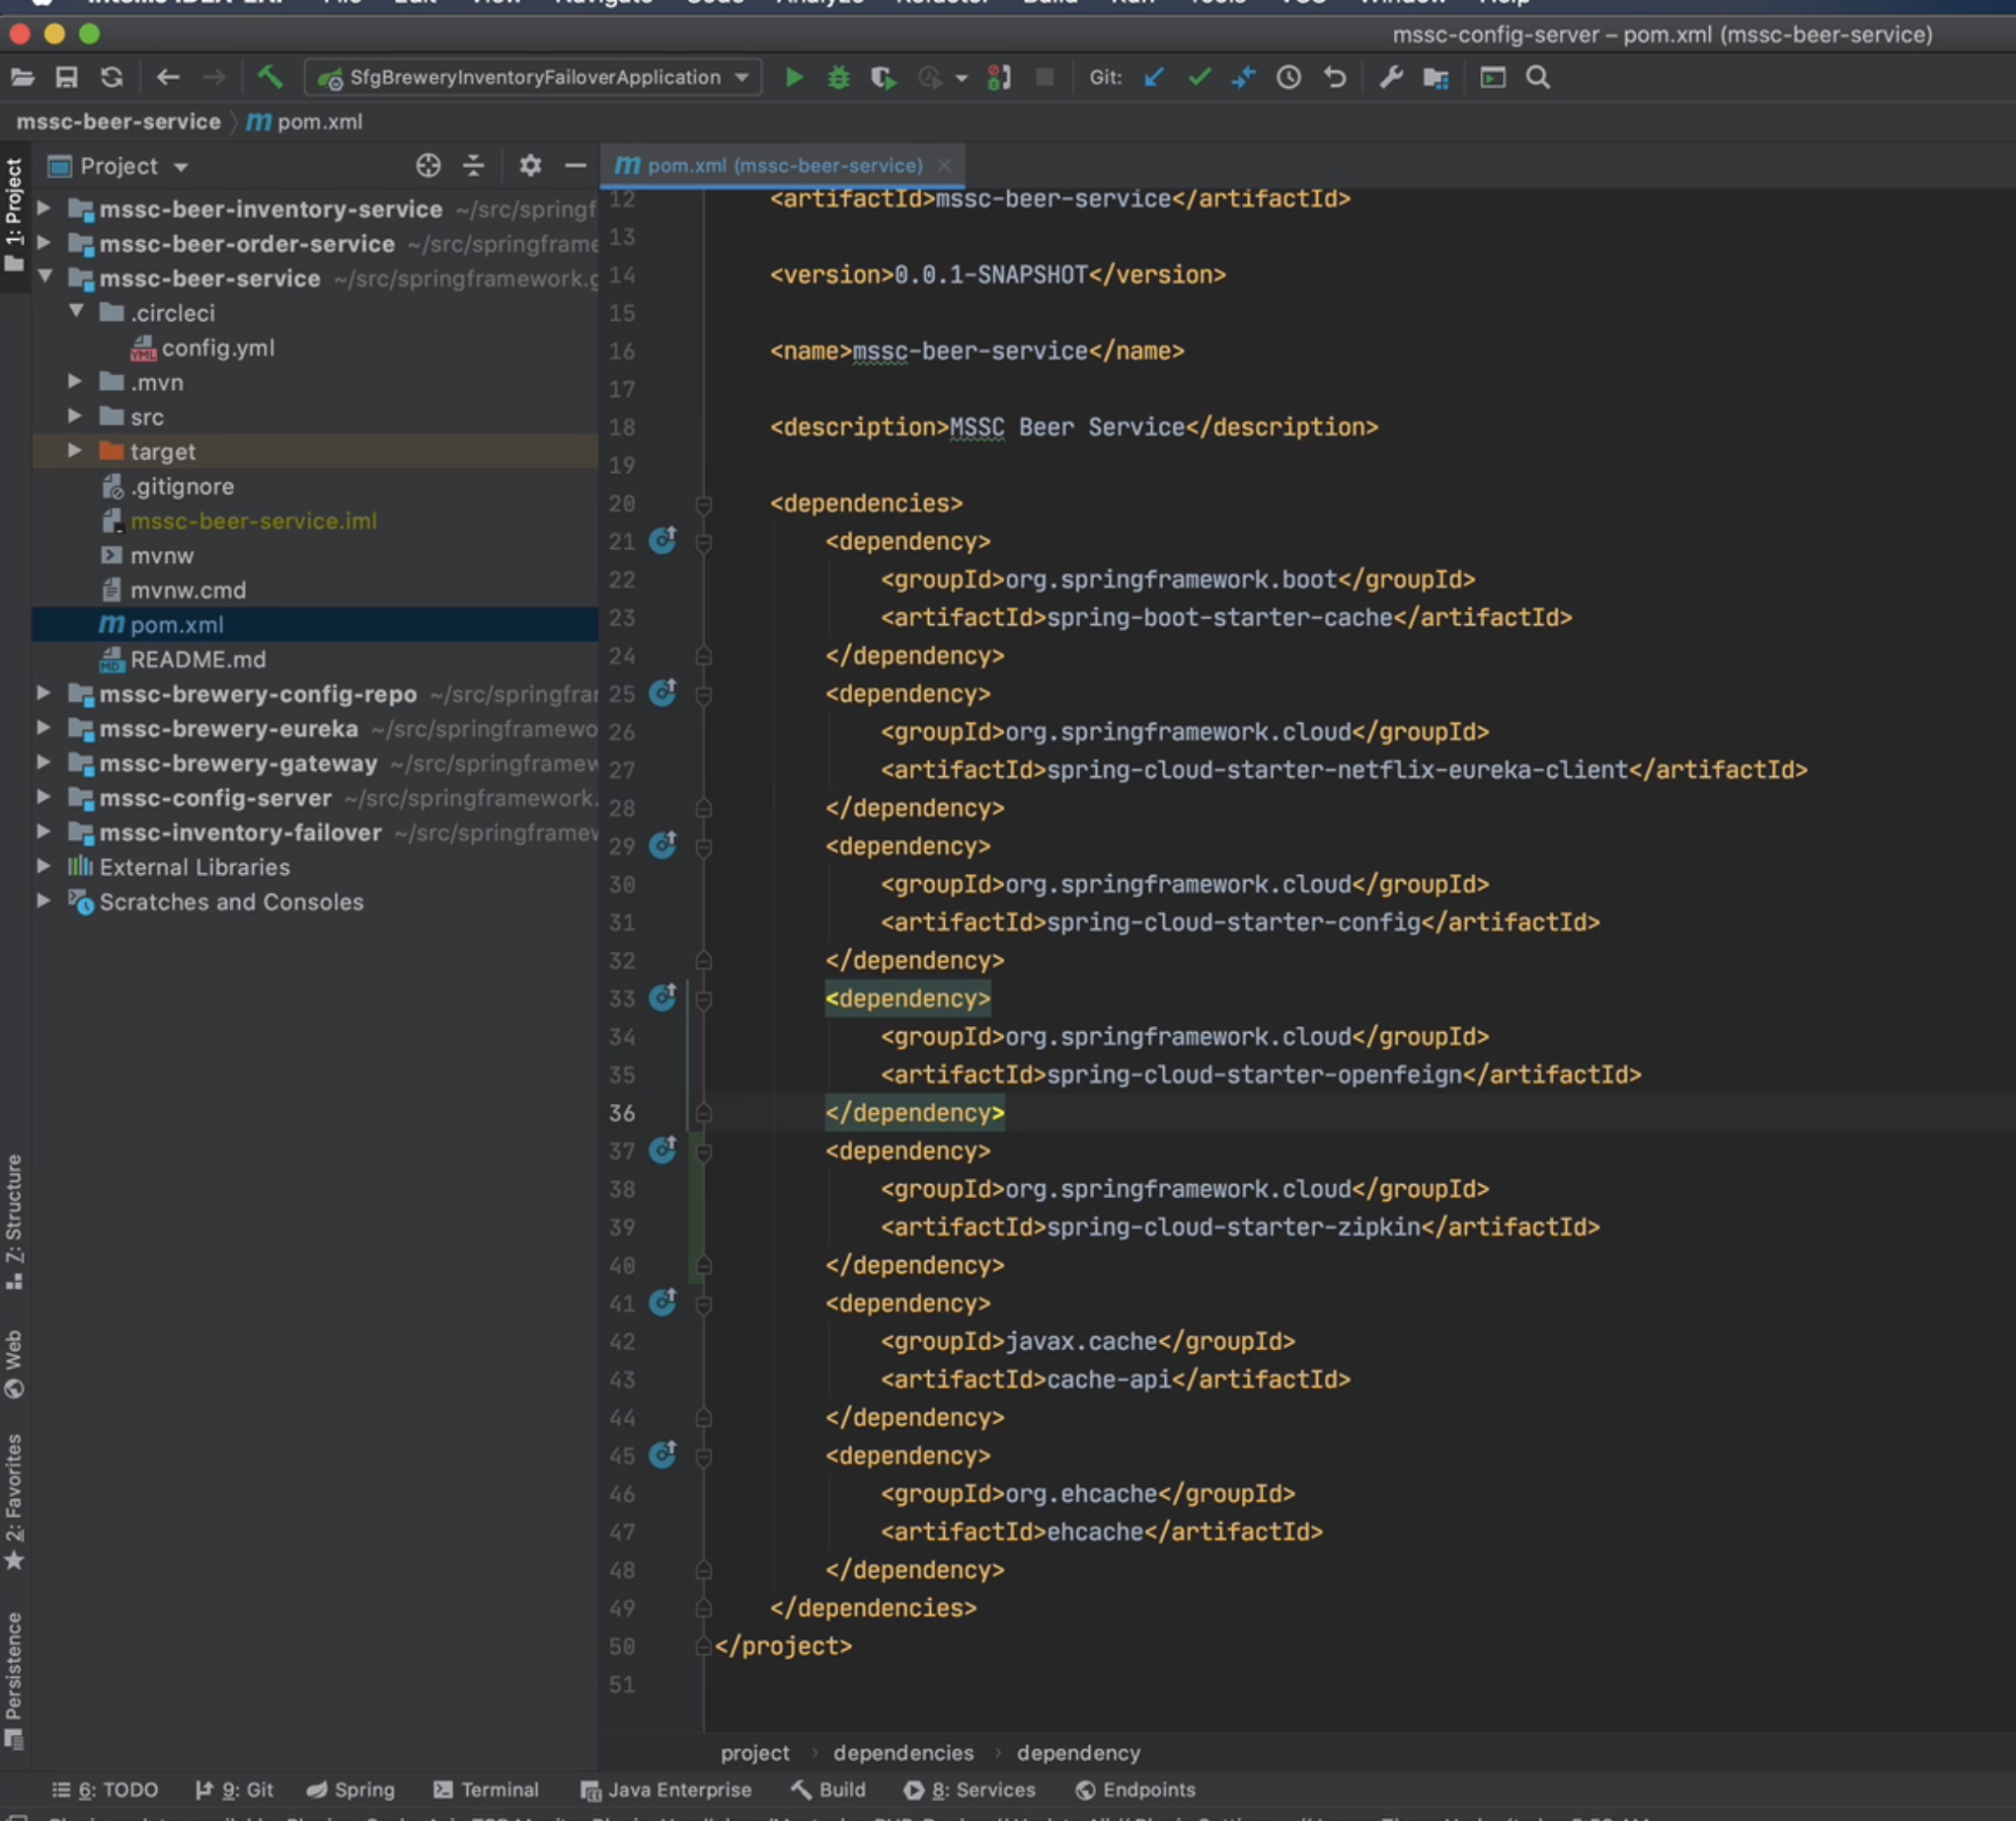 mssc-config-server – pom.xml (mssc-beer-service)
SfgBreweryInventoryFailoverApplication
Git:
mssc-beer-service
pom.xml
1: Project
Project
mssc-beer-inventory-service ~/src/springf
mssc-beer-order-service ~/src/springframe
mssc-beer-service ~/src/springframework.g
.circleci
config.yml
.mvn
src
target
.gitignore
mssc-beer-service.iml
mvnw
mvnw.cmd
pom.xml
README.md
mssc-brewery-config-repo ~/src/springfrar
mssc-brewery-eureka ~/src/springframewo
mssc-brewery-gateway ~/src/springframew
mssc-config-server ~/src/springframework.
mssc-inventory-failover ~/src/springframew
External Libraries
Scratches and Consoles
Z: Structure
Web
2: Favorites
Persistence
pom.xml (mssc-beer-service)
12 <artifactId>mssc-beer-service</artifactId>
13
14 <version>0.0.1-SNAPSHOT</version>
15
16 <name>mssc-beer-service</name>
17
18 <description>MSSC Beer Service</description>
19
20 <dependencies>
21 <dependency>
22 <groupId>org.springframework.boot</groupId>
23 <artifactId>spring-boot-starter-cache</artifactId>
24 </dependency>
25 <dependency>
26 <groupId>org.springframework.cloud</groupId>
27 <artifactId>spring-cloud-starter-netflix-eureka-client</artifactId>
28 </dependency>
29 <dependency>
30 <groupId>org.springframework.cloud</groupId>
31 <artifactId>spring-cloud-starter-config</artifactId>
32 </dependency>
33 <dependency>
34 <groupId>org.springframework.cloud</groupId>
35 <artifactId>spring-cloud-starter-openfeign</artifactId>
36 </dependency>
37 <dependency>
38 <groupId>org.springframework.cloud</groupId>
39 <artifactId>spring-cloud-starter-zipkin</artifactId>
40 </dependency>
41 <dependency>
42 <groupId>javax.cache</groupId>
43 <artifactId>cache-api</artifactId>
44 </dependency>
45 <dependency>
46 <groupId>org.ehcache</groupId>
47 <artifactId>ehcache</artifactId>
48 </dependency>
49 </dependencies>
50 </project>
51
project › dependencies › dependency
6: TODO 9: Git Spring Terminal Java Enterprise Build 8: Services Endpoints